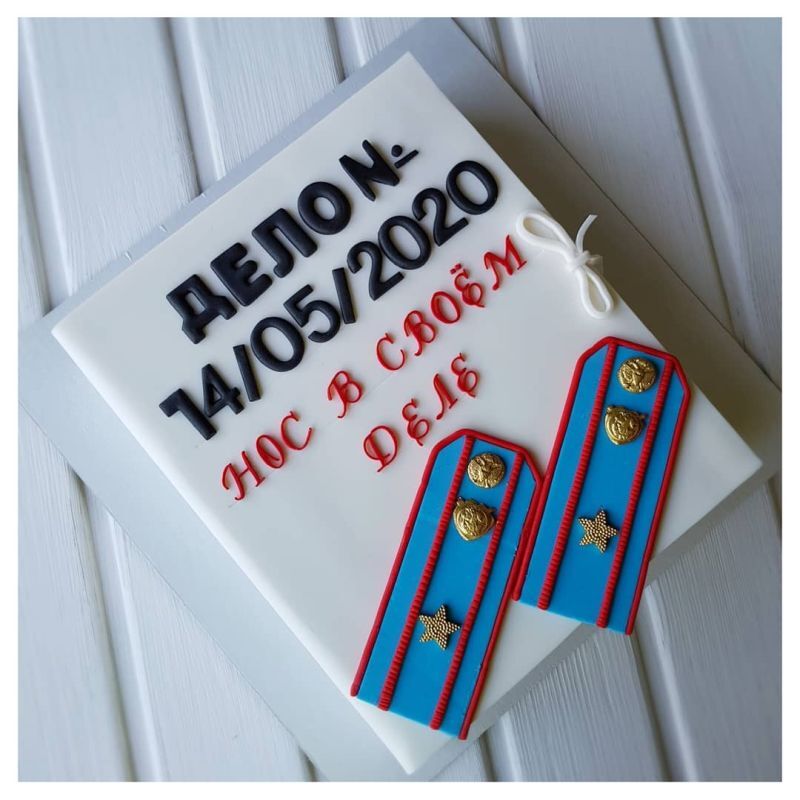 ДЕЛО №
14/05/2020
НОС В СВОЁМ
ДЕЛЕ